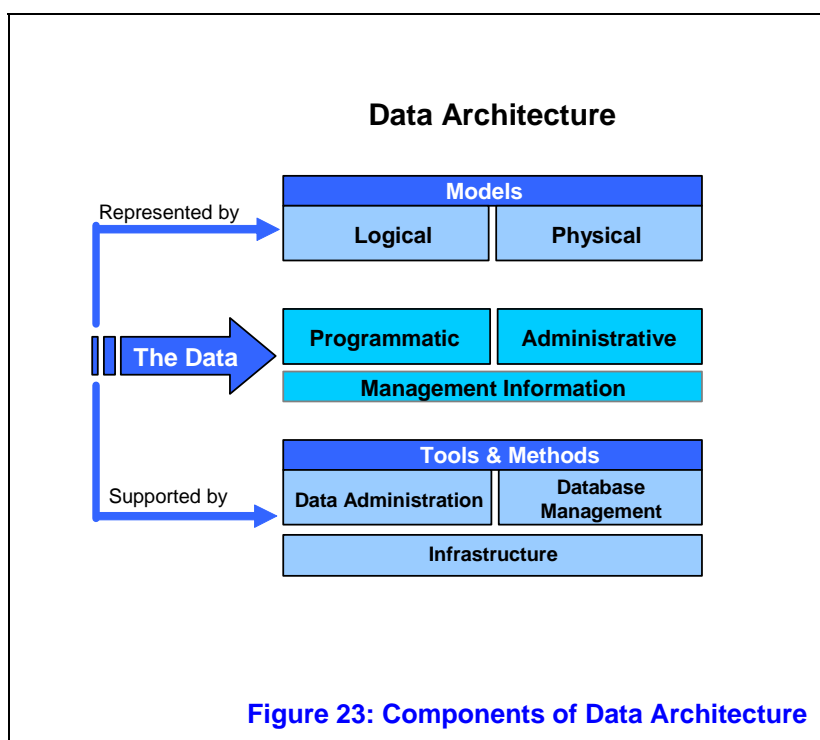 Data Architecture
Models
Represented by
Logical
Physical
The Data
Programmatic
Administrative
Management Information
Tools & Methods
Supported by
Data Administration
Database
Management
Infrastructure
Figure 23: Components of Data Architecture